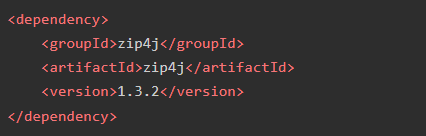 <dependency>
    <groupId>zip4j</groupId>
    <artifactId>zip4j</artifactId>
    <version>1.3.2</version>
</dependency>